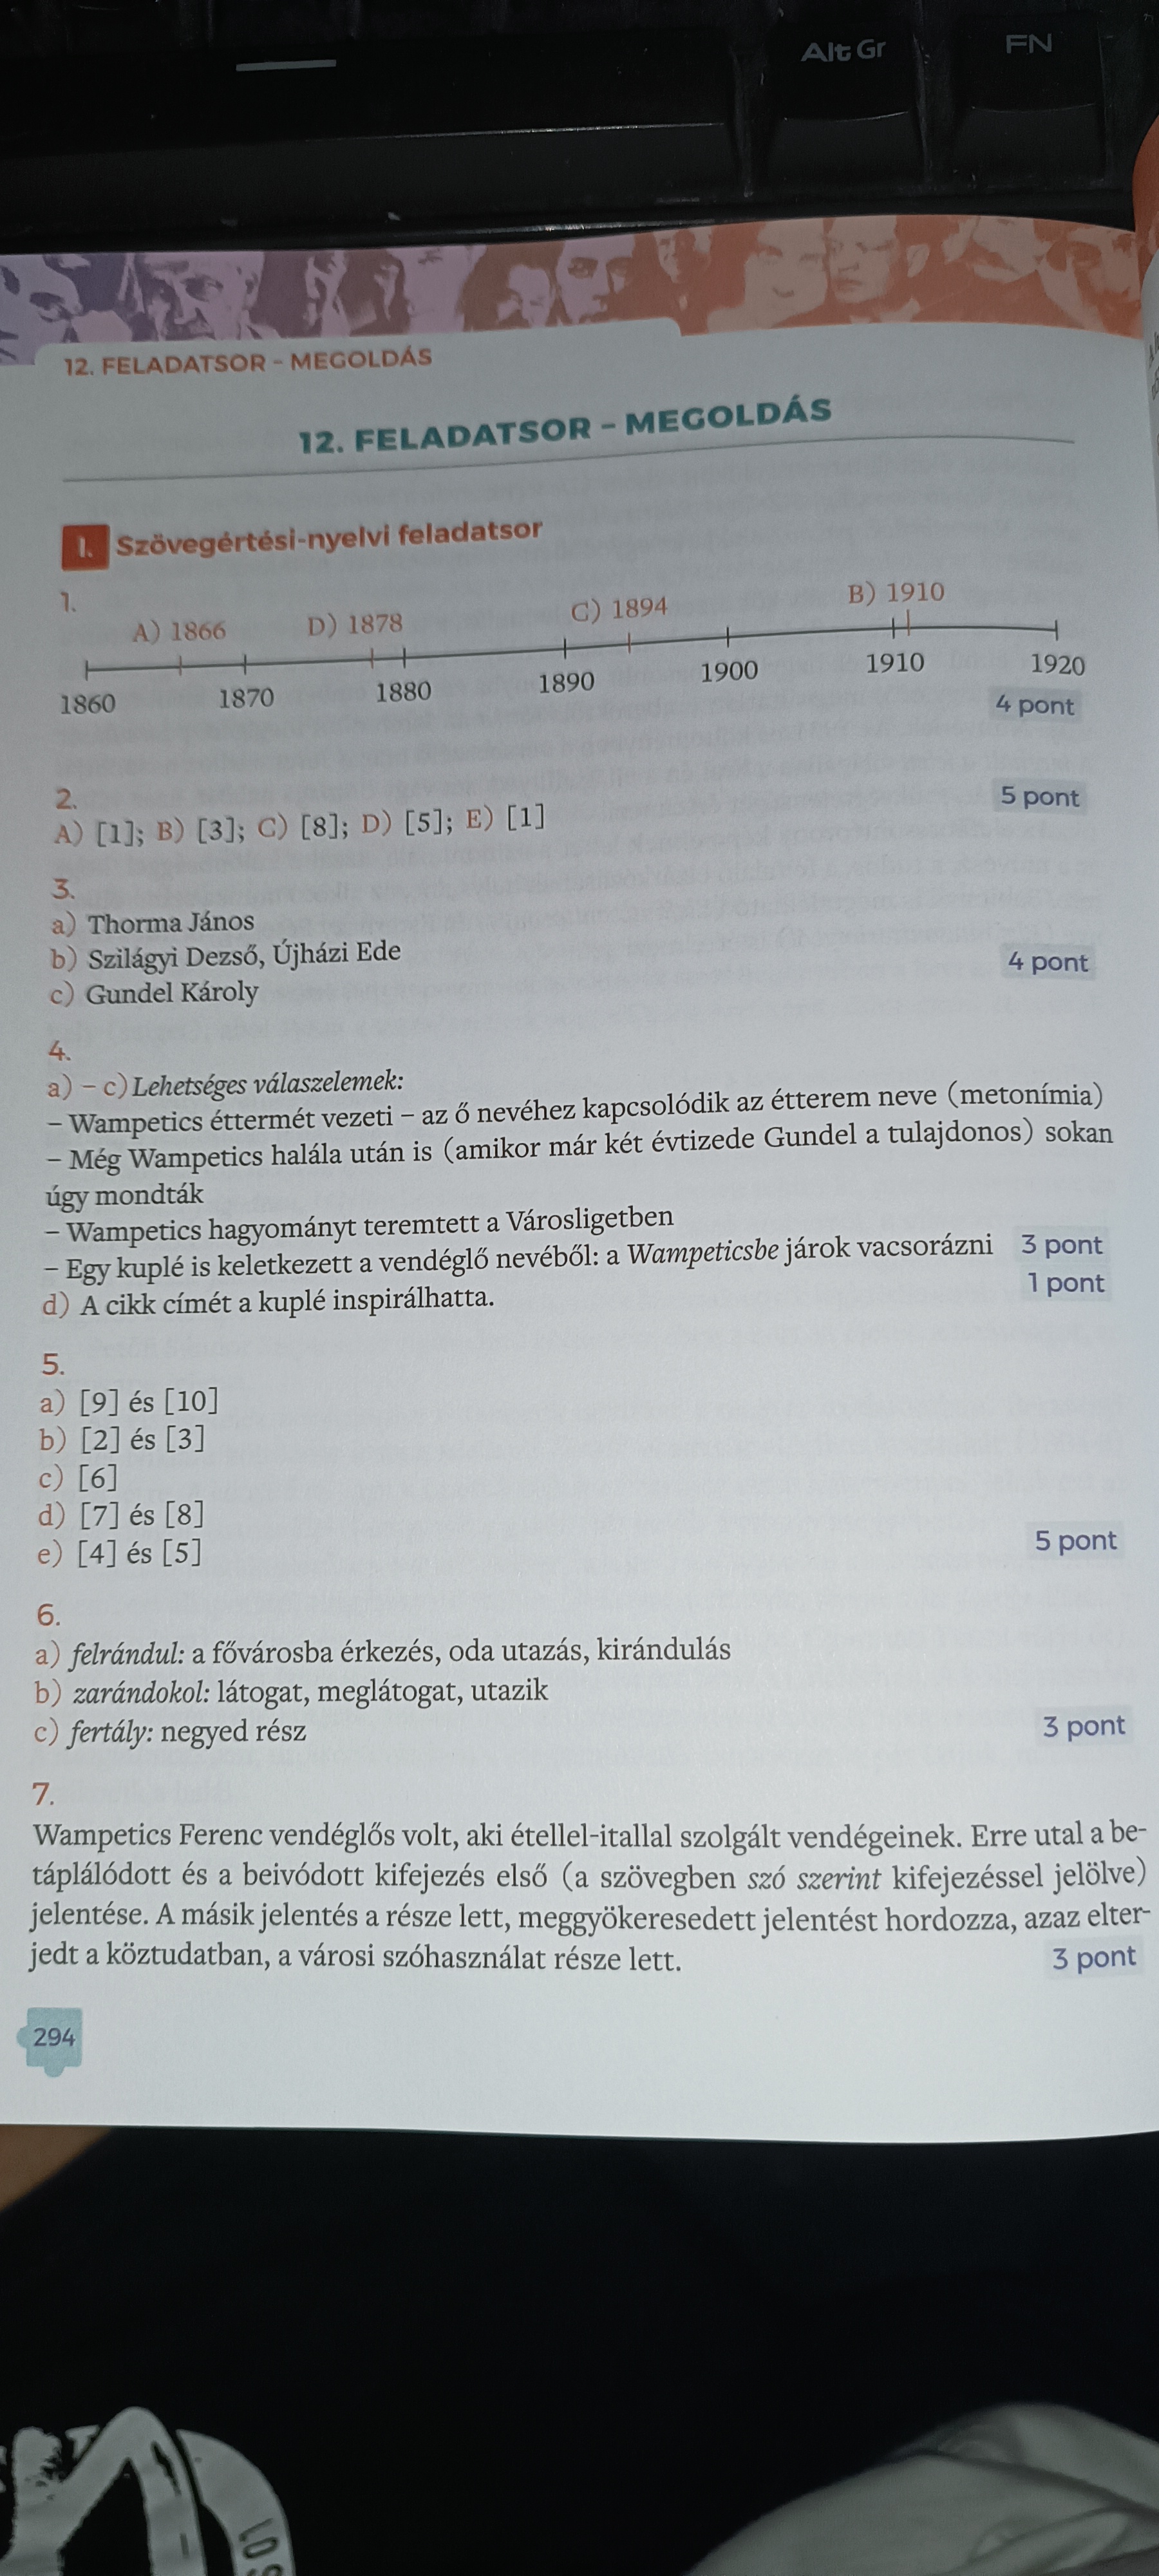 Alt Gr
FN
12. FELADATSOR – MEGOLDÁS
12. FELADATSOR – MEGOLDÁS
I. Szövegértési-nyelvi feladatsor
1.
A) 1866 D) 1878 C) 1894 B) 1910
1860 1870 1880 1890 1900 1910 1920
4 pont
2.
5 pont
A) [1]; B) [3]; C) [8]; D) [5]; E) [1]
3.
a) Thorma János
b) Szilágyi Dezső, Újházi Ede
4 pont
c) Gundel Károly
4.
a) – c) Lehetséges válaszelemek:
– Wampetics éttermét vezeti – az ő nevéhez kapcsolódik az étterem neve (metonímia)
– Még Wampetics halála után is (amikor már két évtizede Gundel a tulajdonos) sokan
úgy mondták
– Wampetics hagyományt teremtett a Városligetben
– Egy kuplé is keletkezett a vendéglő nevéből: a Wampeticsbe járok vacsorázni 3 pont
d) A cikk címét a kuplé inspirálhatta. 1 pont
5.
a) [9] és [10]
b) [2] és [3]
c) [6]
d) [7] és [8]
e) [4] és [5] 5 pont
6.
a) felrándul: a fővárosba érkezés, oda utazás, kirándulás
b) zarándokol: látogat, meglátogat, utazik
c) fertály: negyed rész 3 pont
7.
Wampetics Ferenc vendéglős volt, aki étellel-itallal szolgált vendégeinek. Erre utal a be-
táplálódott és a beivódott kifejezés első (a szövegben szó szerint kifejezéssel jelölve)
jelentése. A másik jelentés a része lett, meggyökeresedett jelentést hordozza, azaz elter-
jedt a köztudatban, a városi szóhasználat része lett. 3 pont
294